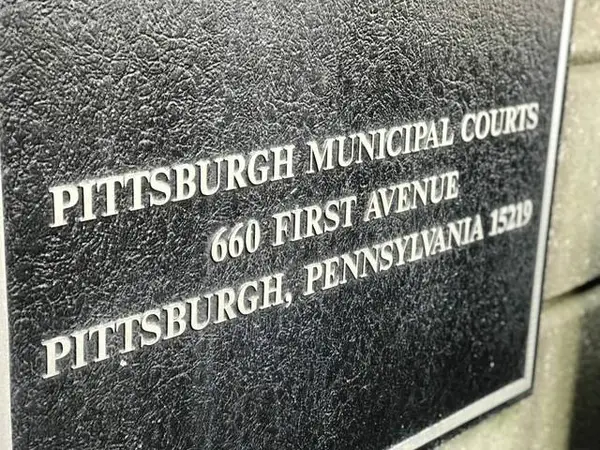 PITTSBURGH MUNICIPAL COURTS
660 FIRST AVENUE
PITTSBURGH, PENNSYLVANIA 15219